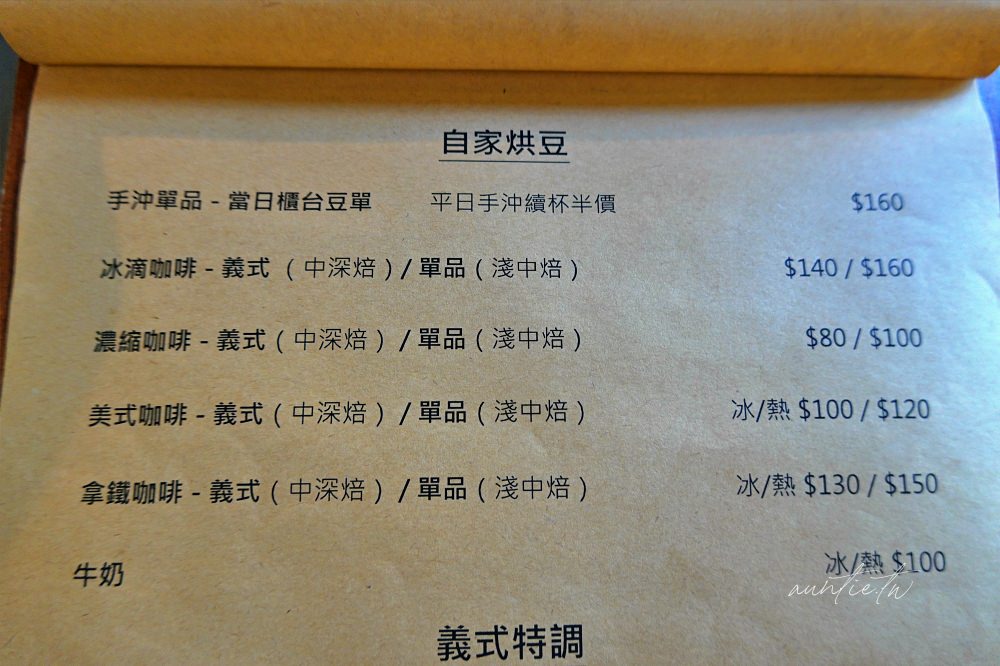 自家烘豆
手沖單品 - 當日櫃台豆單 平日手沖續杯半價 $160
冰滴咖啡 - 義式 （中深焙）/ 單品（淺中焙） $140 / $160
濃縮咖啡 - 義式（中深焙） / 單品（淺中焙） $80 / $100
美式咖啡 - 義式（中深焙） / 單品（淺中焙） 冰/熱 $100 / $120
拿鐵咖啡 - 義式（中深焙） / 單品（淺中焙） 冰/熱 $130 / $150
牛奶 冰/熱 $100
auntie.tw
義式特調